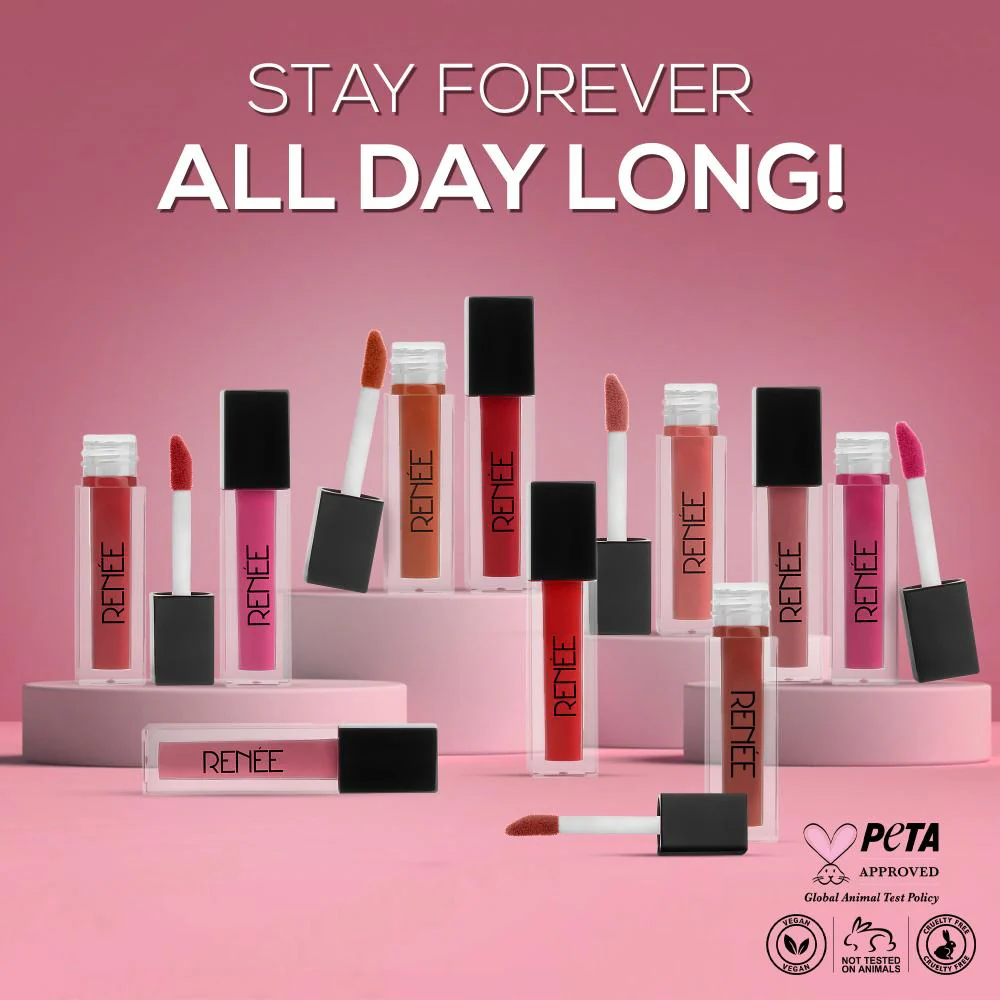 STAY FOREVER
ALL DAY LONG!
RENÉE
RENÉE
RENÉE
RENÉE
RENÉE
RENÉE
RENÉE
RENÉE
RENÉE
RENÉE
PeTA
APPROVED
Global Animal Test Policy
VEGAN
VEGAN
NOT TESTED
ON ANIMALS
CRUELTY FREE
CRUELTY FREE